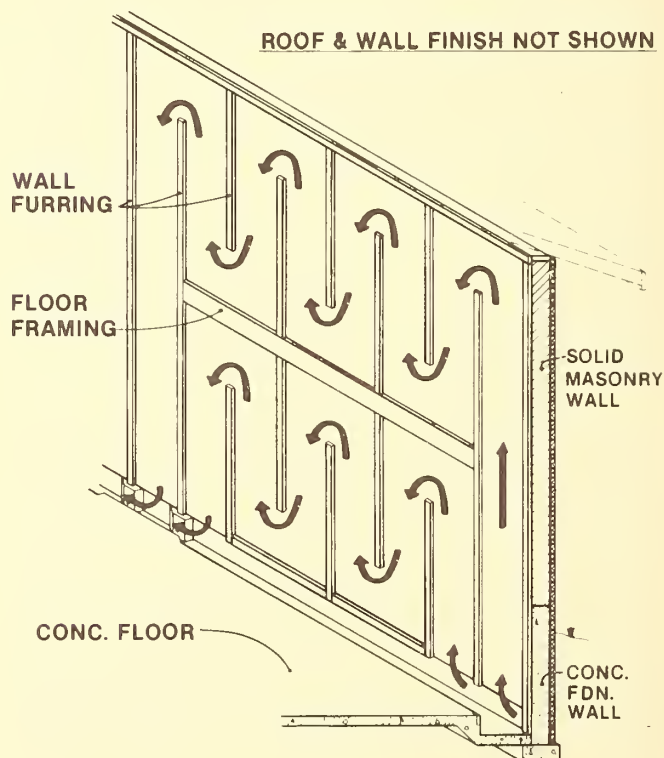 ROOF & WALL FINISH NOT SHOWN
WALL
FURRING
FLOOR
FRAMING
SOLID
MASONRY
WALL
CONC. FLOOR
CONC.
FDN.
WALL